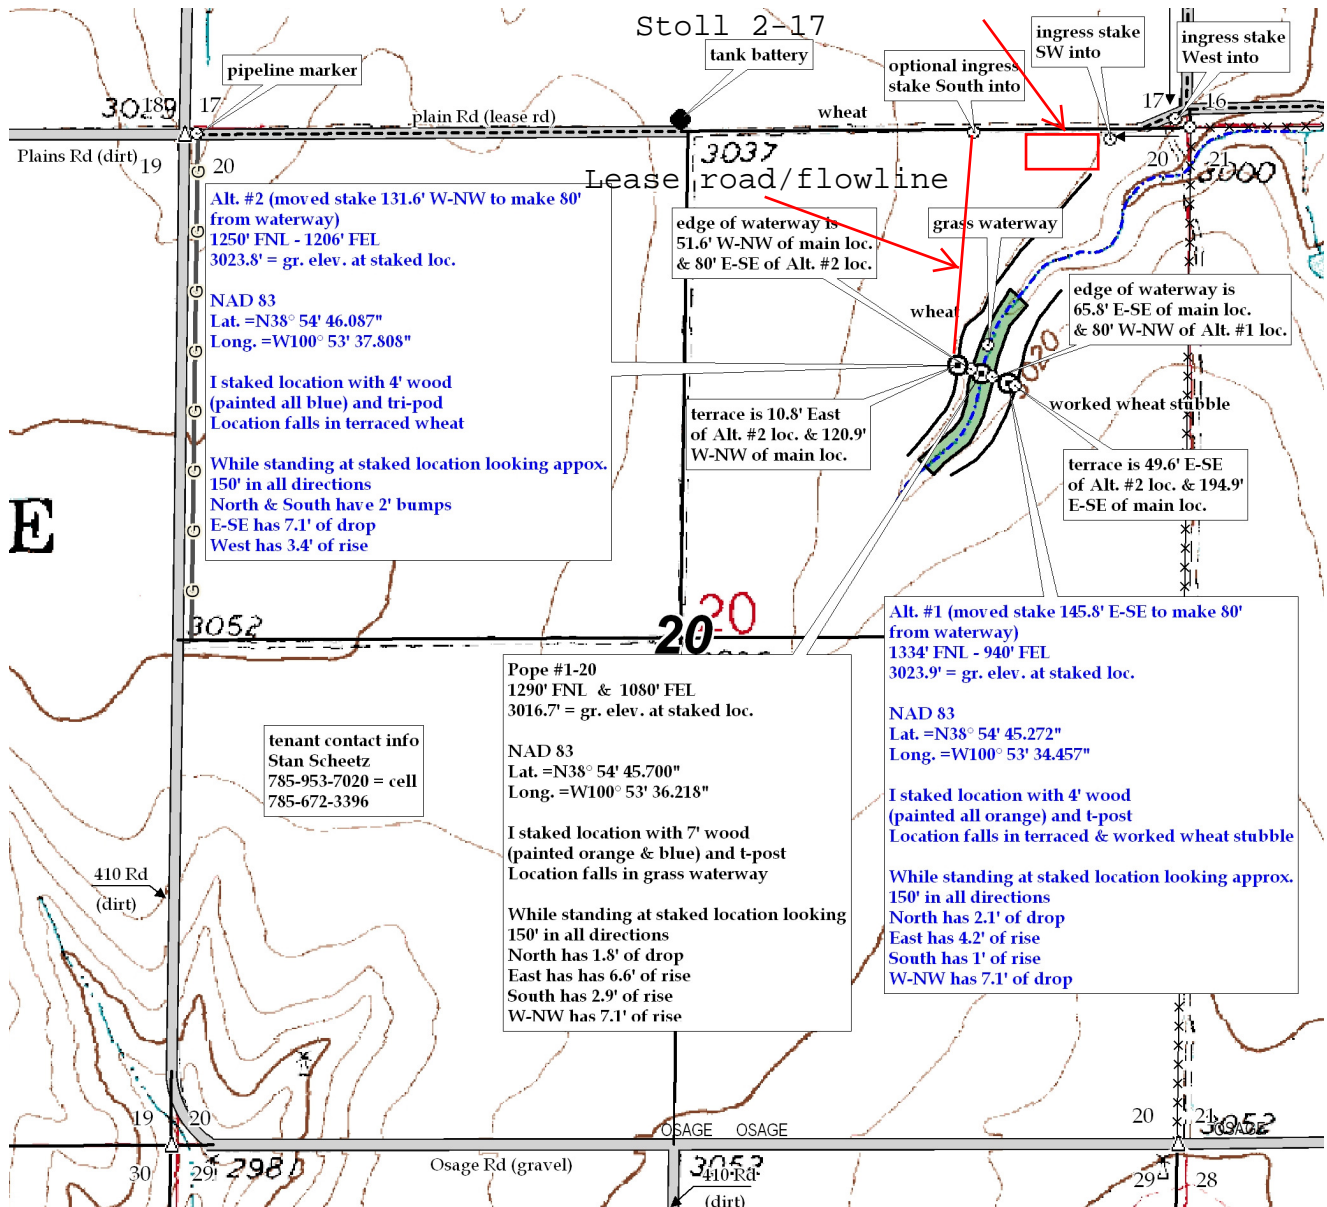 Stoll 2-17
tank battery
pipeline marker
optional ingress
stake South into
ingress stake
SW into
ingress stake
West into
3029
18
17
plain Rd (lease rd)
wheat
17
16
Plains Rd (dirt)
19
20
3037
20
21
3000
Lease road/flowline
Alt. #2 (moved stake 131.6' W-NW to make 80'
from waterway)
1250' FNL - 1206' FEL
3023.8' = gr. elev. at staked loc.
NAD 83
Lat. =N38° 54' 46.087"
Long. =W100° 53' 37.808"
I staked location with 4' wood
(painted all blue) and tri-pod
Location falls in terraced wheat
While standing at staked location looking appox.
150' in all directions
North & South have 2' bumps
E-SE has 7.1' of drop
West has 3.4' of rise
G
G
G
G
G
G
G
G
edge of waterway is
51.6' W-NW of main loc.
& 80' E-SE of Alt. #2 loc.
grass waterway
edge of waterway is
65.8' E-SE of main loc.
& 80' W-NW of Alt. #1 loc.
wheat
3020
terrace is 10.8' East
of Alt. #2 loc. & 120.9'
W-NW of main loc.
worked wheat stubble
terrace is 49.6' E-SE
of Alt. #2 loc. & 194.9'
E-SE of main loc.
E
3052
20
20
Pope #1-20
1290' FNL & 1080' FEL
3016.7' = gr. elev. at staked loc.
NAD 83
Lat. =N38° 54' 45.700"
Long. =W100° 53' 36.218"
I staked location with 7' wood
(painted orange & blue) and t-post
Location falls in grass waterway
While standing at staked location looking
150' in all directions
North has 1.8' of drop
East has has 6.6' of rise
South has 2.9' of rise
W-NW has 7.1' of rise
Alt. #1 (moved stake 145.8' E-SE to make 80'
from waterway)
1334' FNL - 940' FEL
3023.9' = gr. elev. at staked loc.
NAD 83
Lat. =N38° 54' 45.272"
Long. =W100° 53' 34.457"
I staked location with 4' wood
(painted all orange) and t-post
Location falls in terraced & worked wheat stubble
While standing at staked location looking approx.
150' in all directions
North has 2.1' of drop
East has 4.2' of rise
South has 1' of rise
W-NW has 7.1' of drop
tenant contact info
Stan Scheetz
785-953-7020 = cell
785-672-3396
410 Rd
(dirt)
19
20
OSAGE OSAGE
20
21
3052
OSAGE
30
29
2981
Osage Rd (gravel)
3053
410 Rd
(dirt)
29
28